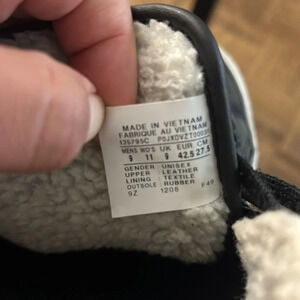 MADE IN VIETNAM
FABRIQUE AU VIETNAM
135795C
MENS WO'S UK EUR CM
9 11 9 42.5 27.5
GENDER UNISEX
UPPER LEATHER
LINING TEXTILE
OUTSOLE RUBBER
9Z 1208 F49